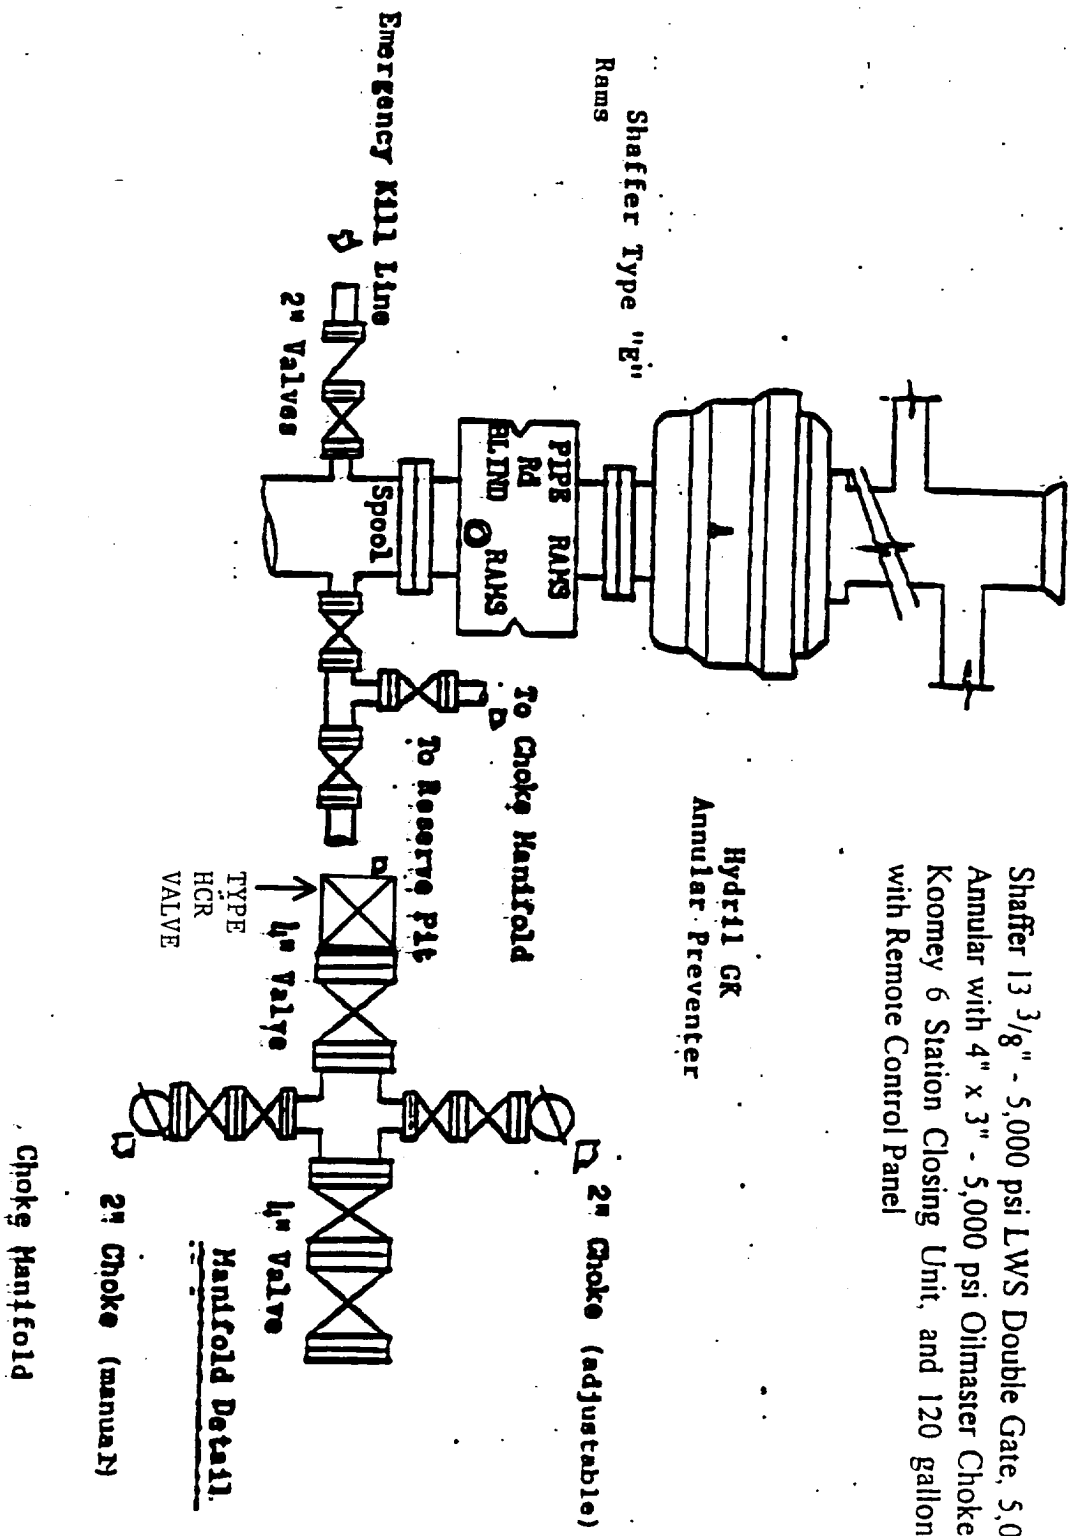 Shaffer 13 3/8" - 5,000 psi LWS Double Gate, 5,0
Annular with 4" x 3" - 5,000 psi Oilmaster Choke
Koomey 6 Station Closing Unit, and 120 gallon
with Remote Control Panel
Hydril GK
Annular Preventer
Shaffer Type "E"
Rams
PIPE RAMS
Rd
BLIND RAMS
Spool
Emergency Kill Line
2" Valves
To Choke Manifold
To Reserve Pit
TYPE
HCR
VALVE
4" Valve
4" Valve
2" Choke (adjustable)
2" Choke (manual)
Manifold Detail
Choke Manifold